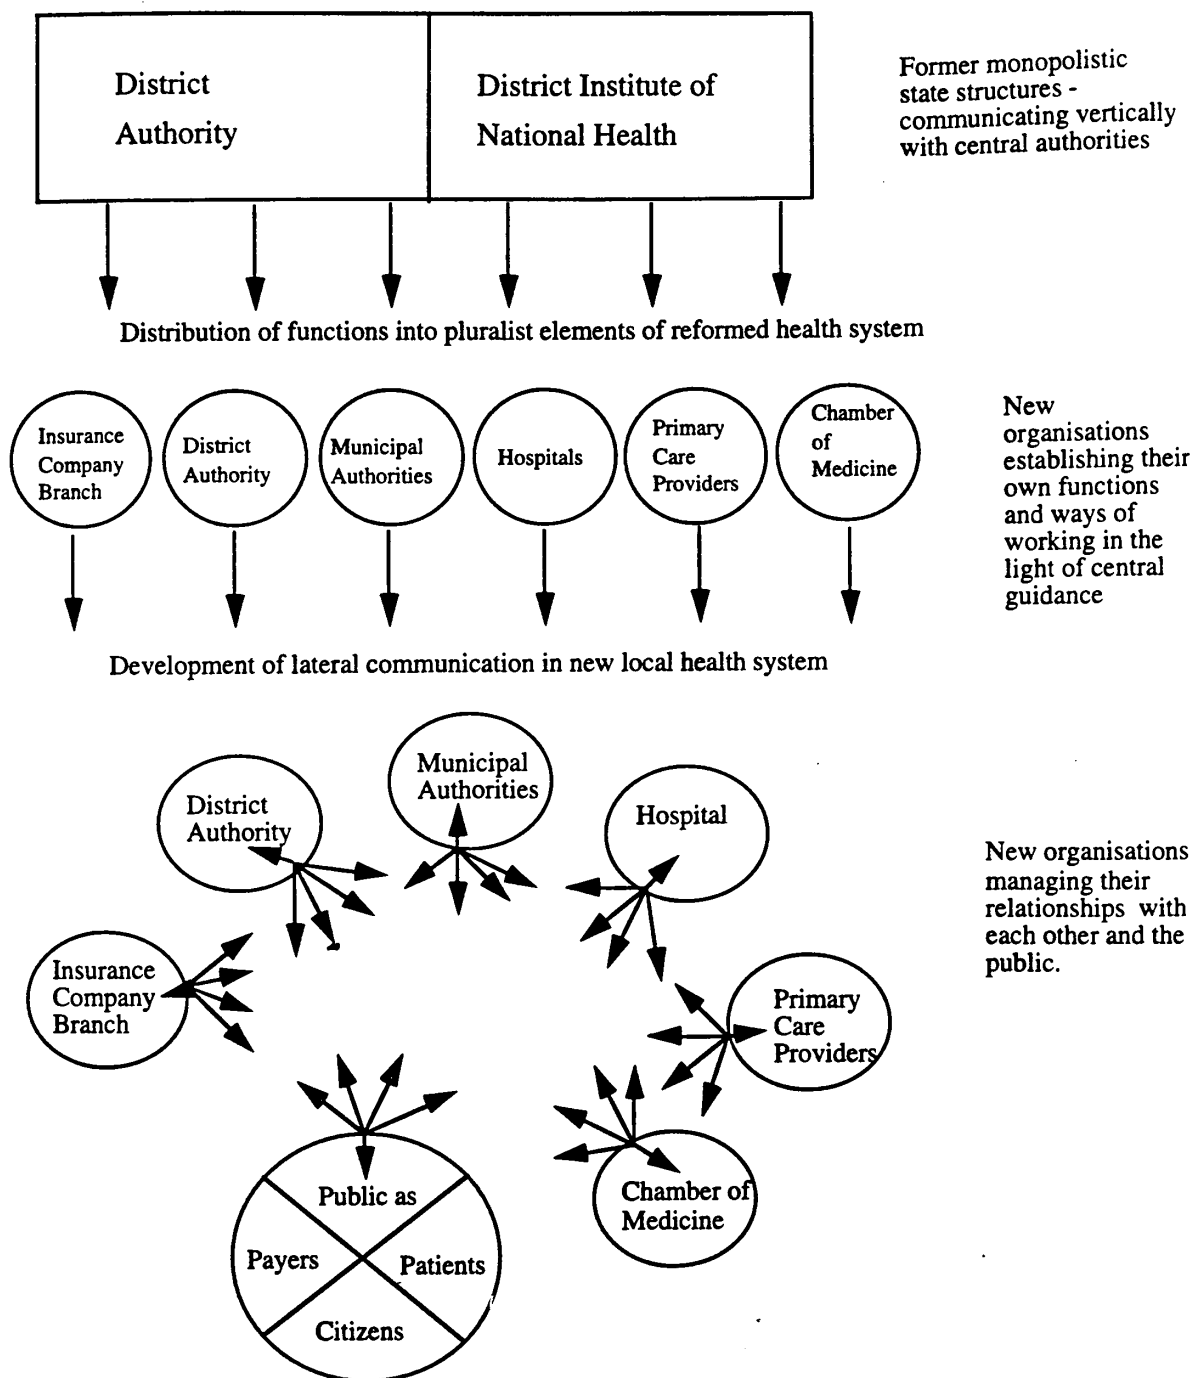 District
Authority
District Institute of
National Health
Former monopolistic
state structures -
communicating vertically
with central authorities
Distribution of functions into pluralist elements of reformed health system
Insurance
Company
Branch
District
Authority
Municipal
Authorities
Hospitals
Primary
Care
Providers
Chamber
of
Medicine
New
organisations
establishing their
own functions
and ways of
working in the
light of central
guidance
Development of lateral communication in new local health system
Municipal
Authorities
District
Authority
Hospital
New organisations
managing their
relationships with
each other and the
public.
Insurance
Company
Branch
Primary
Care
Providers
Chamber of
Medicine
Public as
Payers
Patients
Citizens